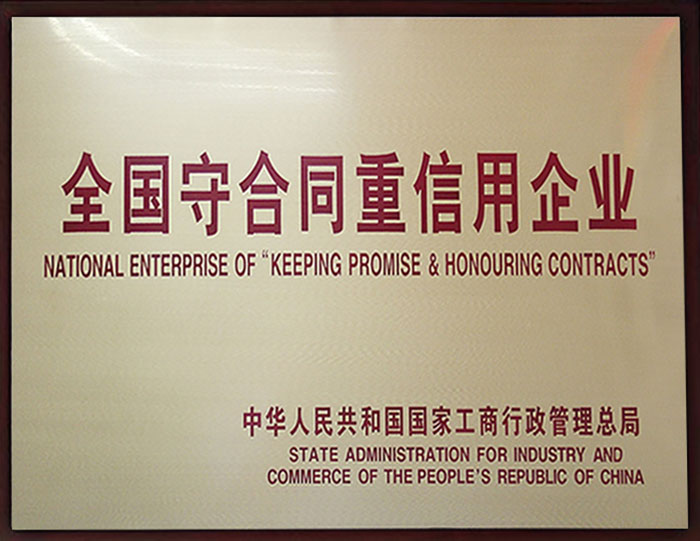 全国守合同重信用企业
NATIONAL ENTERPRISE OF "KEEPING PROMISE & HONOURING CONTRACTS"
中华人民共和国国家工商行政管理总局
STATE ADMINISTRATION FOR INDUSTRY AND
COMMERCE OF THE PEOPLE'S REPUBLIC OF CHINA